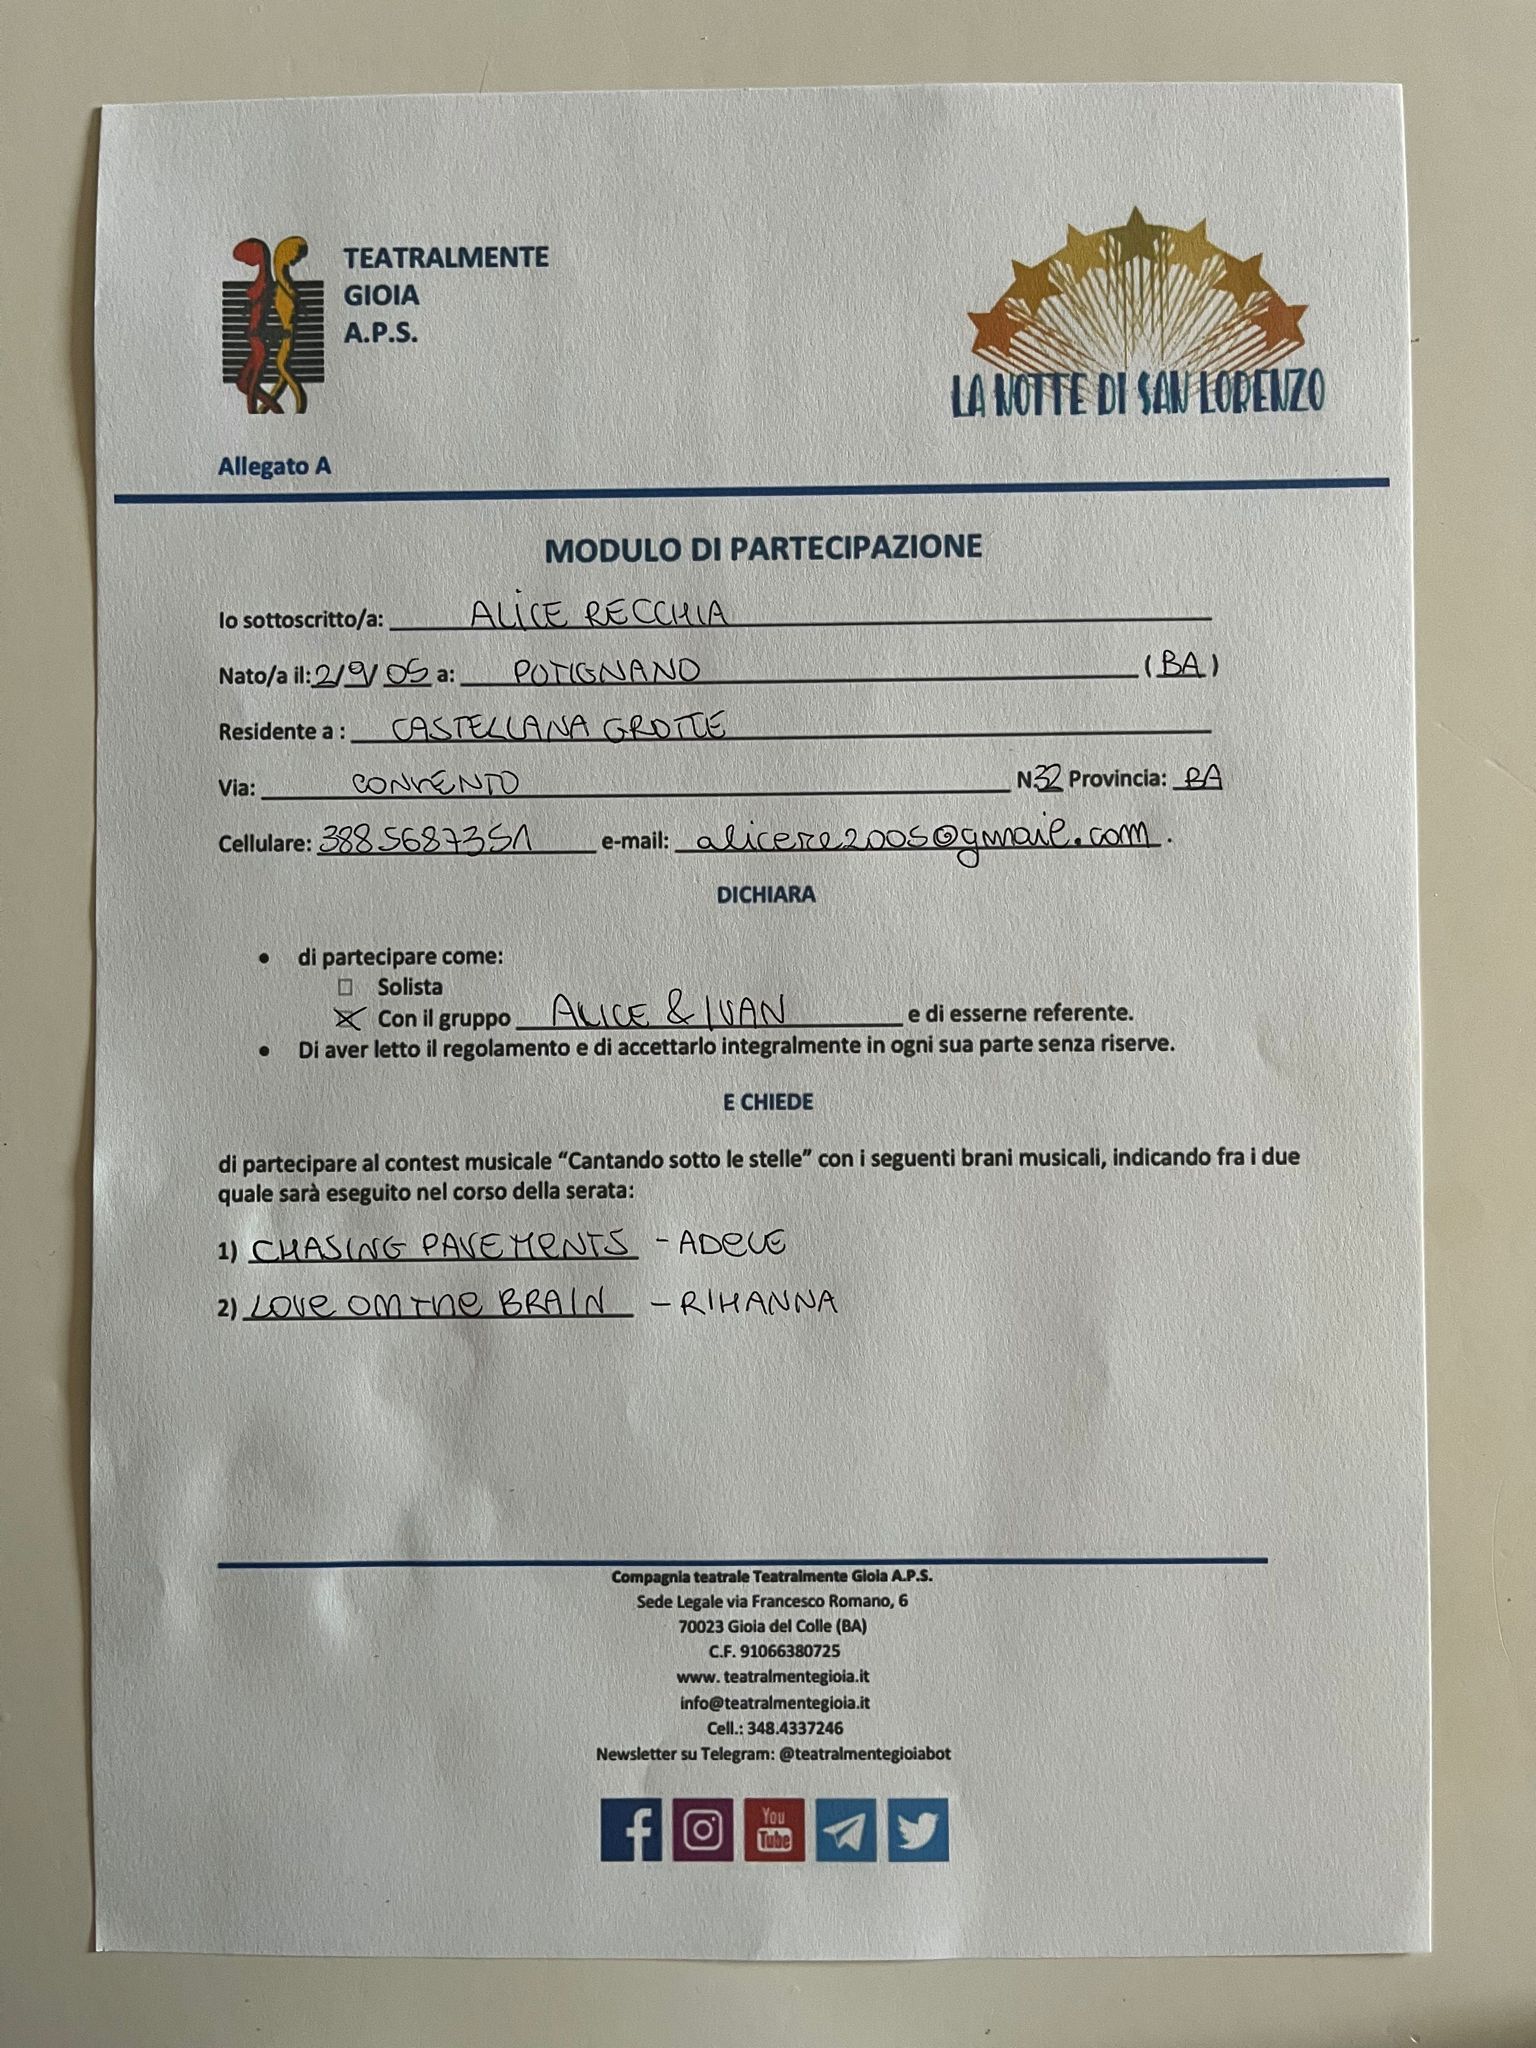 TEATRALMENTE
GIOIA
A.P.S.
LA NOTTE DI SAN LORENZO
Allegato A
MODULO DI PARTECIPAZIONE
Io sottoscritto/a: ALICE RECCHIA
Nato/a il: 2/9/05 a: PUTIGNANO (BA)
Residente a : CASTELLANA GROTTE
Via: CONVENTO N.32 Provincia: BA
Cellulare: 3885687351 e-mail: alicere2005@gmail.com.
DICHIARA
• di partecipare come:
☐ Solista
☒ Con il gruppo ALICE & IVAN e di esserne referente.
• Di aver letto il regolamento e di accettarlo integralmente in ogni sua parte senza riserve.
E CHIEDE
di partecipare al contest musicale “Cantando sotto le stelle” con i seguenti brani musicali, indicando fra i due
quale sarà eseguito nel corso della serata:
1) CHASING PAVEMENTS - ADELE
2) LOVE ON THE BRAIN - RIHANNA
Compagnia teatrale Teatralmente Gioia A.P.S.
Sede Legale via Francesco Romano, 6
70023 Gioia del Colle (BA)
C.F. 91066380725
www. teatralmentegioia.it
info@teatralmentegioia.it
Cell.: 348.4337246
Newsletter su Telegram: @teatralmentegioiabot
You
Tube